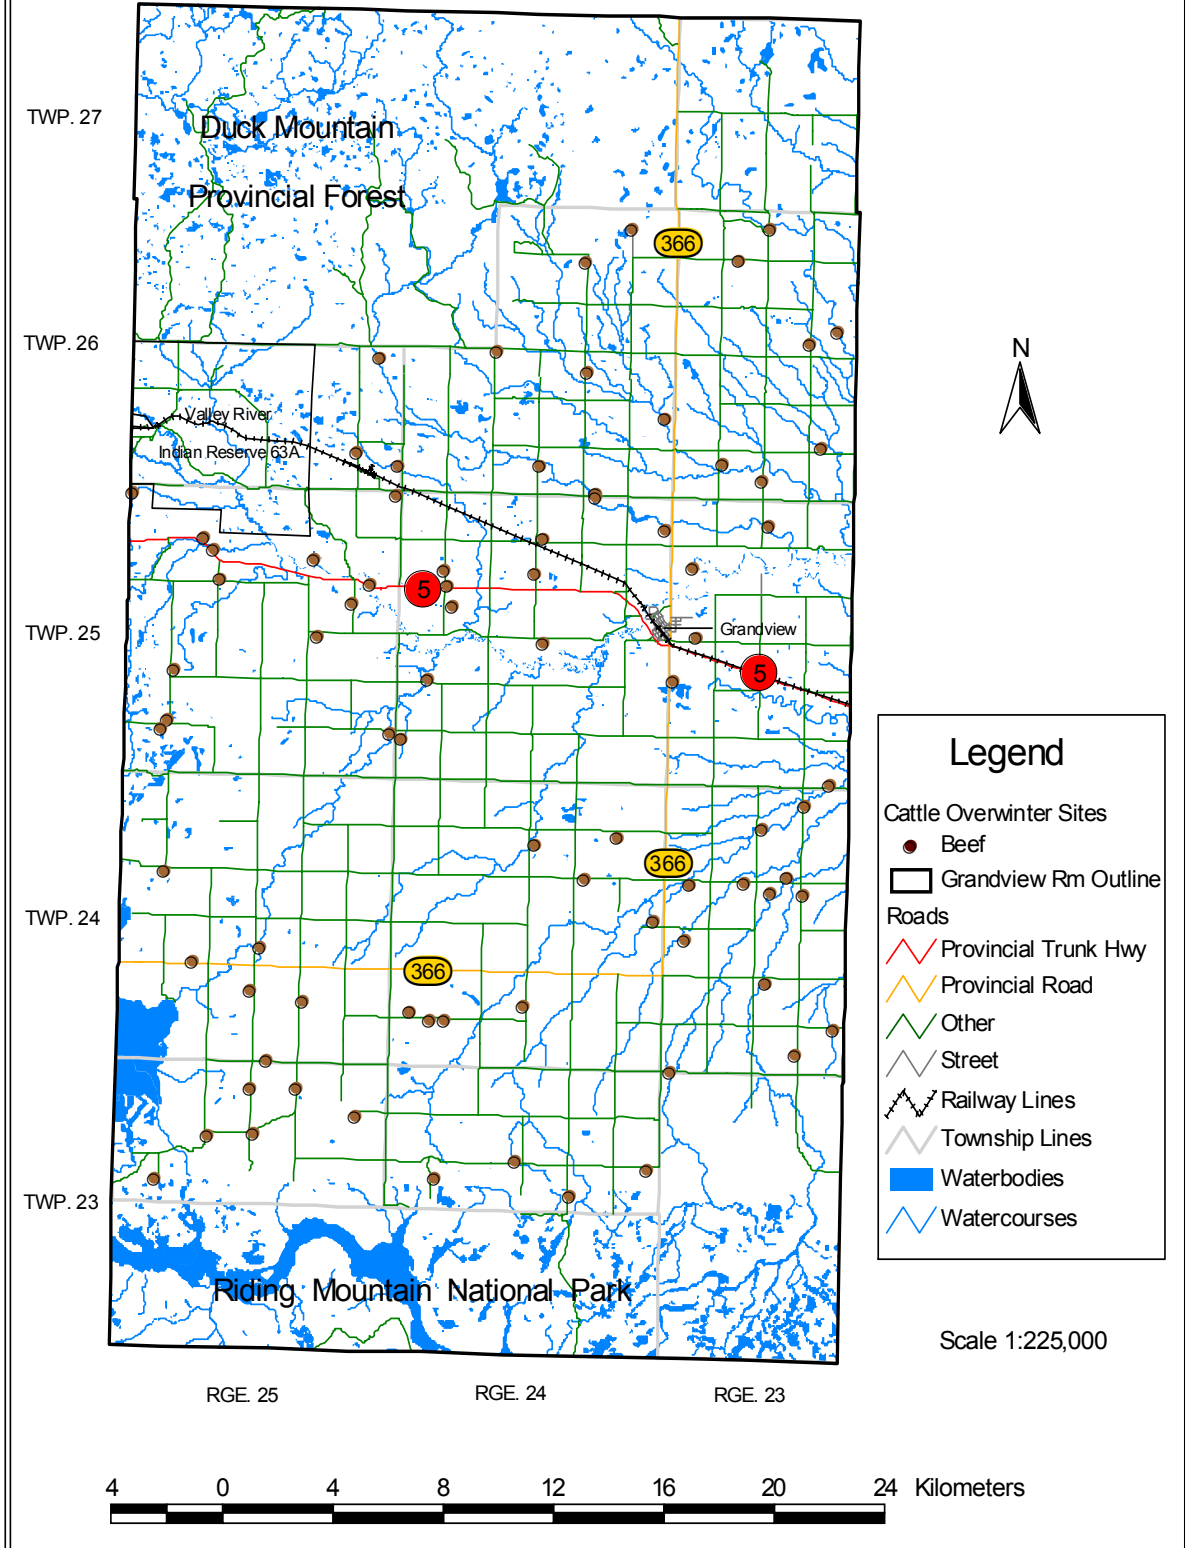 TWP. 27
Duck Mountain
Provincial Forest
366
TWP. 26
N
Valley River
Indian Reserve 63A
5
TWP. 25
Grandview
5
Legend
Cattle Overwinter Sites
Beef
Grandview Rm Outline
Roads
Provincial Trunk Hwy
Provincial Road
Other
Street
Railway Lines
Township Lines
Waterbodies
Watercourses
366
TWP. 24
366
TWP. 23
Riding Mountain National Park
Scale 1:225,000
RGE. 25
RGE. 24
RGE. 23
4 0 4 8 12 16 20 24 Kilometers